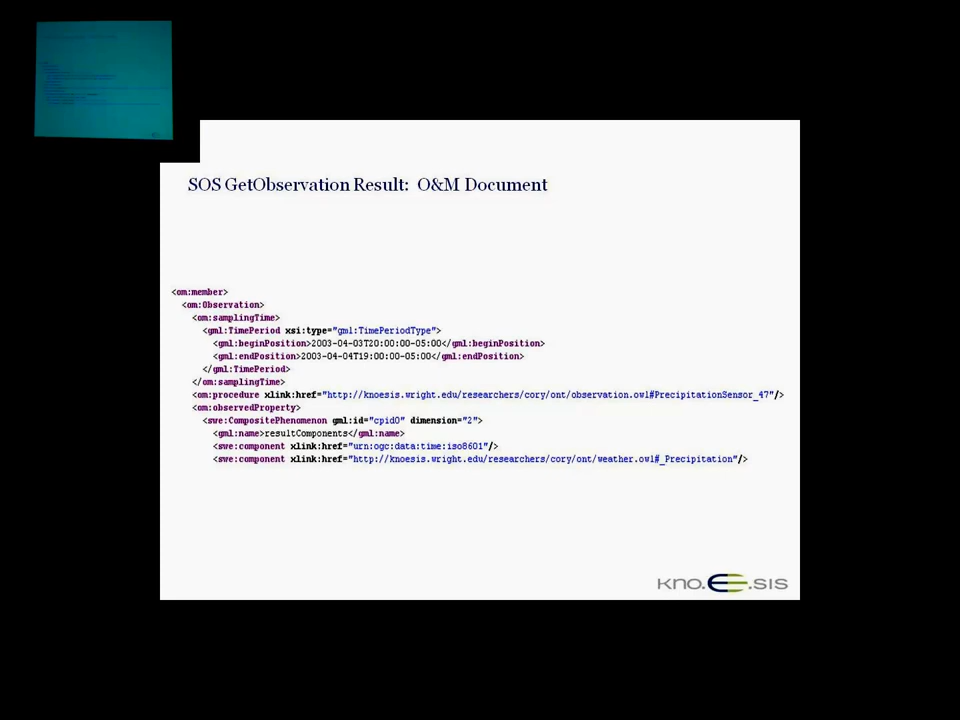 SOS GetObservation Result: O&M Document
<om:member>
<om:Observation>
<om:samplingTime>
<gml:TimePeriod xsi:type="gml:TimePeriodType">
<gml:beginPosition>2003-04-03T20:00:00-05:00</gml:beginPosition>
<gml:endPosition>2003-04-04T19:00:00-05:00</gml:endPosition>
</gml:TimePeriod>
</om:samplingTime>
<om:procedure xlink:href="http://knoesis.wright.edu/researchers/cory/ont/observation.owl#PrecipitationSensor_47"/>
<om:observedProperty>
<swe:CompositePhenomenon gml:id="cpid0" dimension="2">
<gml:name>resultComponents</gml:name>
<swe:component xlink:href="urn:ogc:data:time:iso8601"/>
<swe:component xlink:href="http://knoesis.wright.edu/researchers/cory/ont/weather.owl#_Precipitation"/>
kno.e.sis